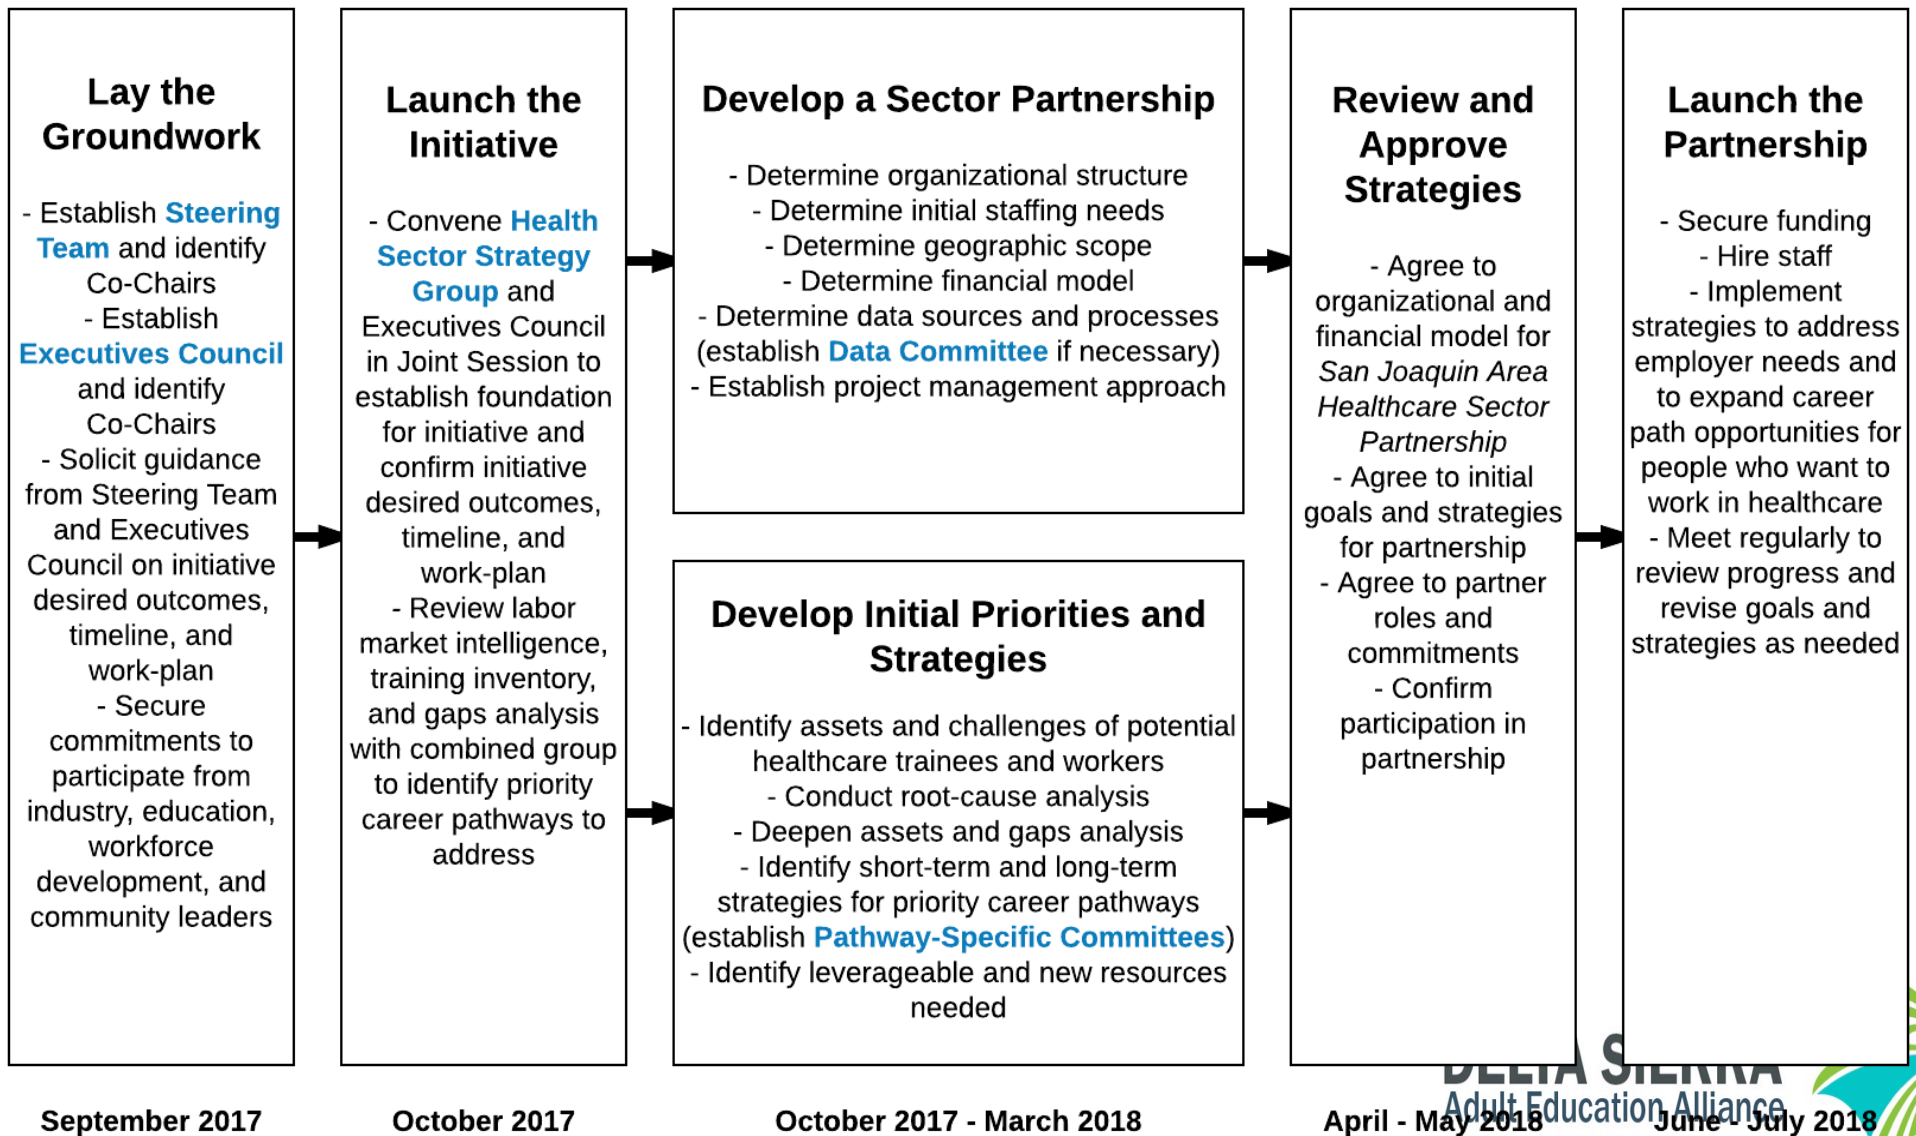 Lay the
Groundwork
- Establish Steering
Team and identify
Co-Chairs
- Establish
Executives Council
and identify
Co-Chairs
- Solicit guidance
from Steering Team
and Executives
Council on initiative
desired outcomes,
timeline, and
work-plan
- Secure
commitments to
participate from
industry, education,
workforce
development, and
community leaders
September 2017
Launch the
Initiative
- Convene Health
Sector Strategy
Group and
Executives Council
in Joint Session to
establish foundation
for initiative and
confirm initiative
desired outcomes,
timeline, and
work-plan
- Review labor
market intelligence,
training inventory,
and gaps analysis
with combined group
to identify priority
career pathways to
address
October 2017
Develop a Sector Partnership
- Determine organizational structure
- Determine initial staffing needs
- Determine geographic scope
- Determine financial model
- Determine data sources and processes
(establish Data Committee if necessary)
- Establish project management approach
Develop Initial Priorities and
Strategies
- Identify assets and challenges of potential
healthcare trainees and workers
- Conduct root-cause analysis
- Deepen assets and gaps analysis
- Identify short-term and long-term
strategies for priority career pathways
(establish Pathway-Specific Committees)
- Identify leverageable and new resources
needed
October 2017 - March 2018
Review and
Approve
Strategies
- Agree to
organizational and
financial model for
San Joaquin Area
Healthcare Sector
Partnership
- Agree to initial
goals and strategies
for partnership
- Agree to partner
roles and
commitments
- Confirm
participation in
partnership
April - May 2018
Launch the
Partnership
- Secure funding
- Hire staff
- Implement
strategies to address
employer needs and
to expand career
path opportunities for
people who want to
work in healthcare
- Meet regularly to
review progress and
revise goals and
strategies as needed
June - July 2018
DELTA SIERRA
Adult Education Alliance